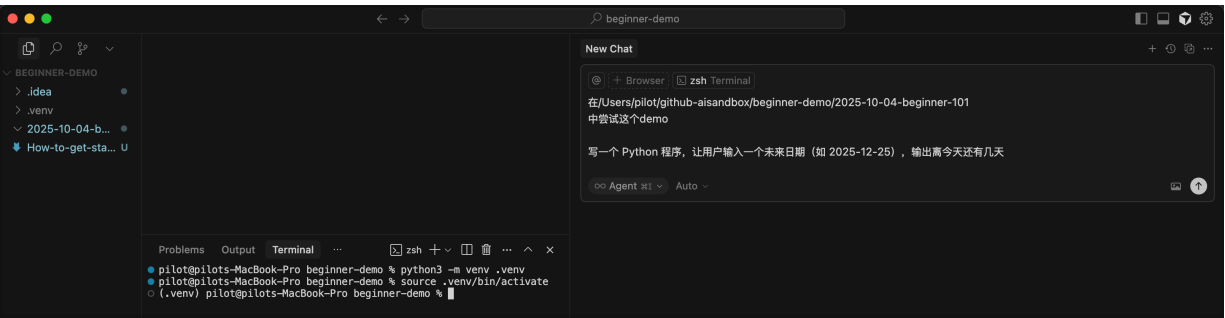 beginner-demo
BEGINNER-DEMO
.idea
.venv
2025-10-04-b...
How-to-get-sta... U
Problems Output Terminal ... zsh
pilot@pilots-MacBook-Pro beginner-demo % python3 -m venv .venv
pilot@pilots-MacBook-Pro beginner-demo % source .venv/bin/activate
(.venv) pilot@pilots-MacBook-Pro beginner-demo %
New Chat
@ + Browser zsh Terminal
在/Users/pilot/github-aisandbox/beginner-demo/2025-10-04-beginner-101
中尝试这个demo
写一个 Python 程序，让用户输入一个未来日期（如 2025-12-25），输出离今天还有几天
∞ Agent ⌘I Auto